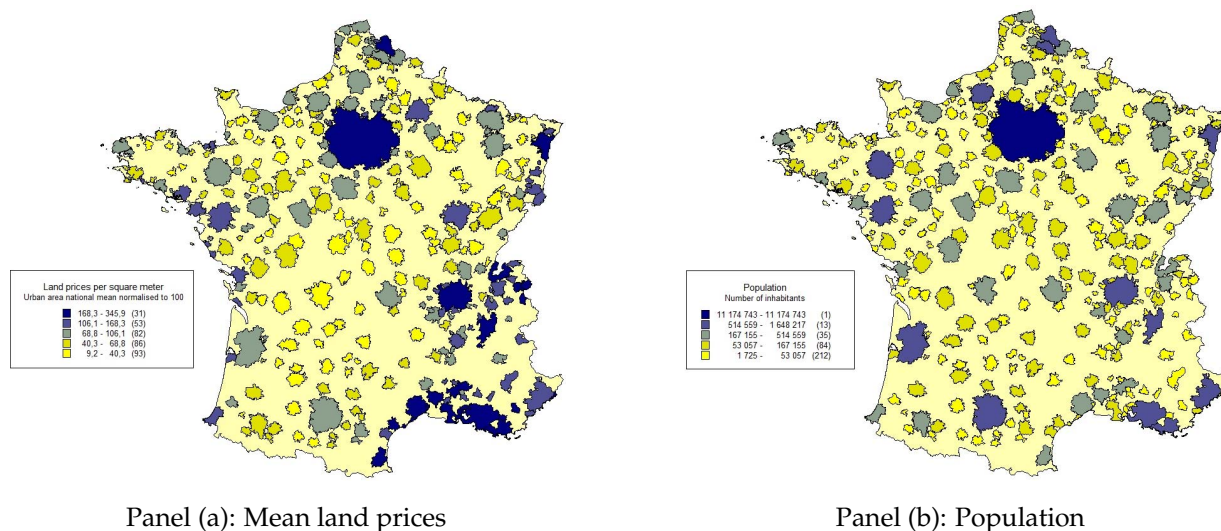 Land prices per square meter
Urban area national mean normalised to 100
168,3 - 345,9 (31)
106,1 - 168,3 (53)
68,8 - 106,1 (82)
40,3 - 68,8 (86)
9,2 - 40,3 (93)
Panel (a): Mean land prices
Population
Number of inhabitants
11 174 743 - 11 174 743 (1)
514 559 - 1 648 217 (13)
167 155 - 514 559 (35)
53 057 - 167 155 (84)
1 725 - 53 057 (212)
Panel (b): Population